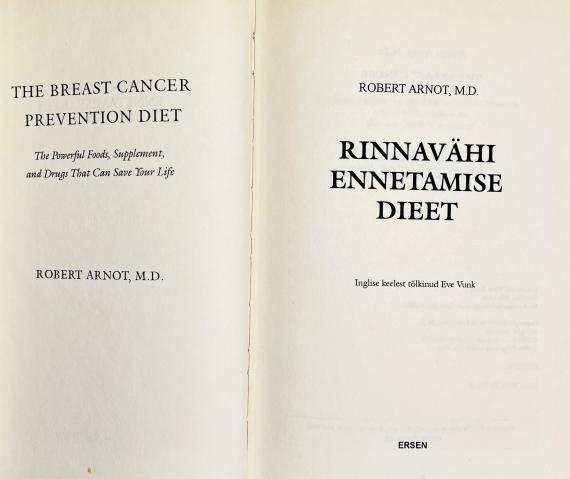 THE BREAST CANCER
PREVENTION DIET
The Powerful Foods, Supplement,
and Drugs That Can Save Your Life
ROBERT ARNOT, M.D.
ROBERT ARNOT, M.D.
RINNAVÄHI
ENNETAMISE
DIEET
Inglise keelest tõlkinud Eve Vunk
ERSEN